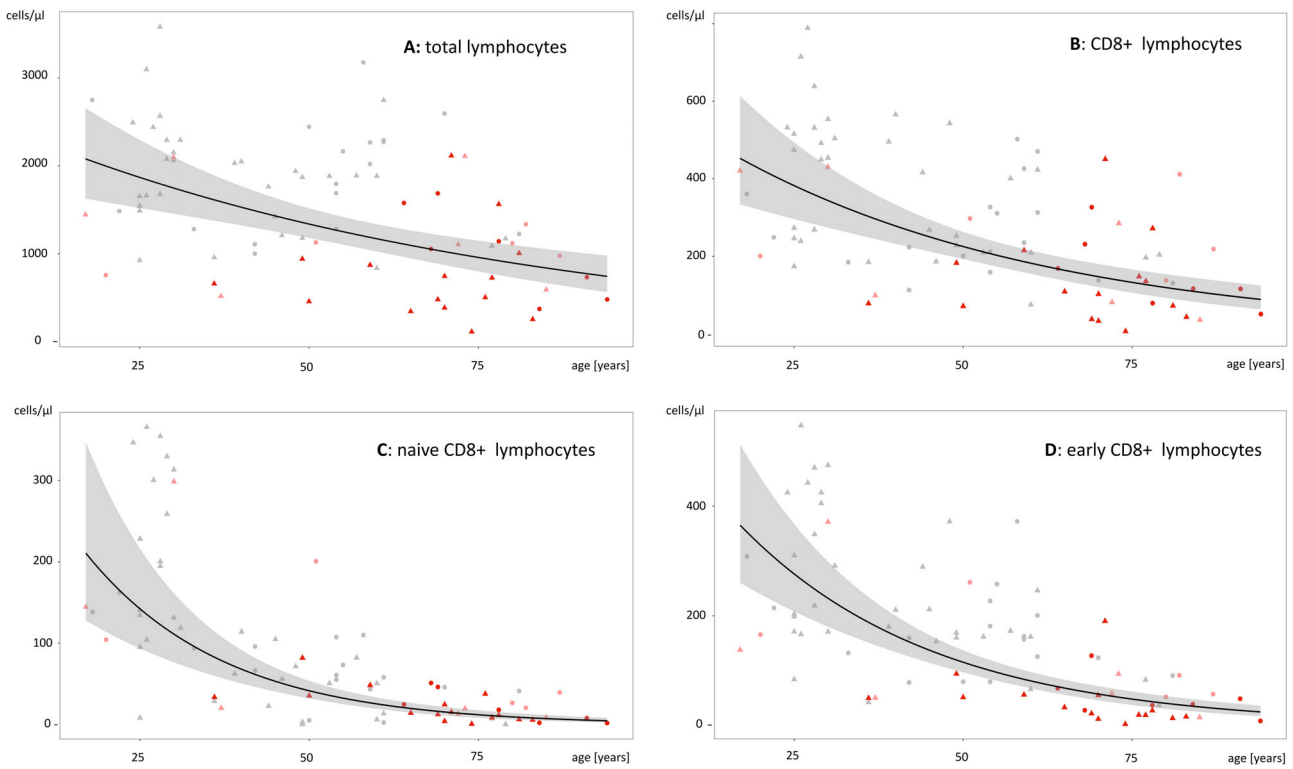 cells/µl
A: total lymphocytes
3000
2000
1000
0
25
50
75
age [years]
cells/µl
B: CD8+ lymphocytes
600
400
200
0
25
50
75
age [years]
cells/µl
C: naive CD8+ lymphocytes
300
200
100
0
25
50
75
age [years]
cells/µl
D: early CD8+ lymphocytes
400
200
0
25
50
75
age [years]